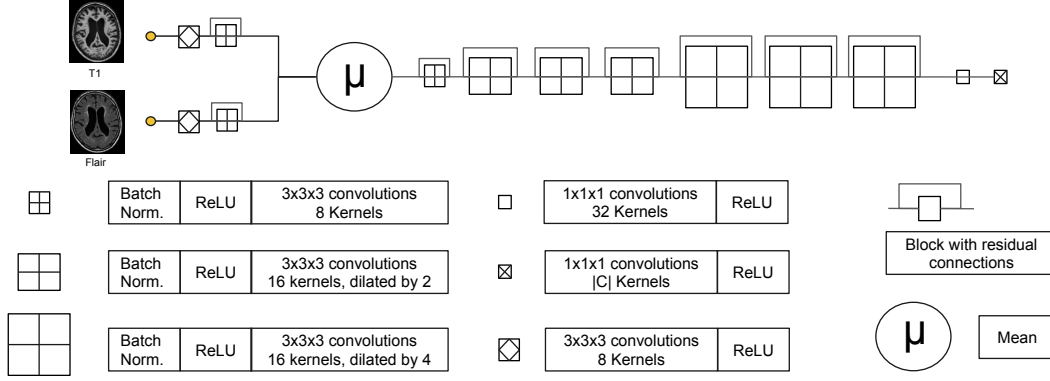 T1
μ
Flair
Batch Norm.
ReLU
3x3x3 convolutions
8 Kernels
1x1x1 convolutions
32 Kernels
ReLU
Batch Norm.
ReLU
3x3x3 convolutions
16 kernels, dilated by 2
1x1x1 convolutions
|C| Kernels
ReLU
Block with residual
connections
Batch Norm.
ReLU
3x3x3 convolutions
16 kernels, dilated by 4
3x3x3 convolutions
8 Kernels
ReLU
μ
Mean